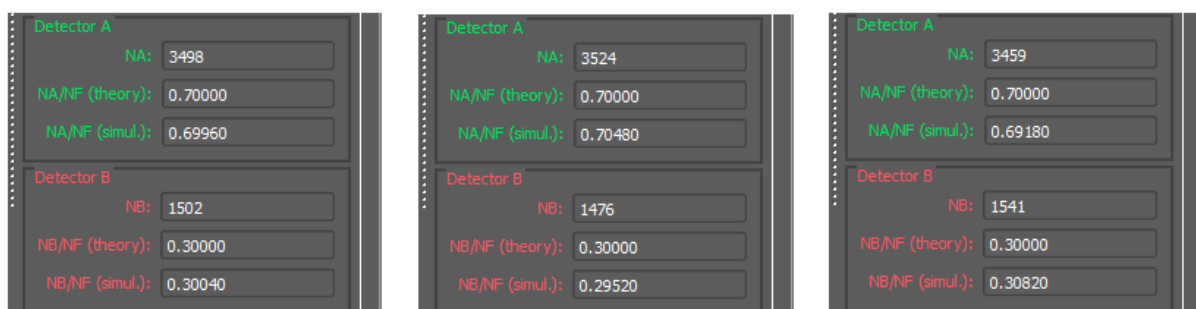 Detector A
NA: 3498
NA/NF (theory): 0.70000
NA/NF (simul.): 0.69960
Detector B
NB: 1502
NB/NF (theory): 0.30000
NB/NF (simul.): 0.30040
Detector A
NA: 3524
NA/NF (theory): 0.70000
NA/NF (simul.): 0.70480
Detector B
NB: 1476
NB/NF (theory): 0.30000
NB/NF (simul.): 0.29520
Detector A
NA: 3459
NA/NF (theory): 0.70000
NA/NF (simul.): 0.69180
Detector B
NB: 1541
NB/NF (theory): 0.30000
NB/NF (simul.): 0.30820